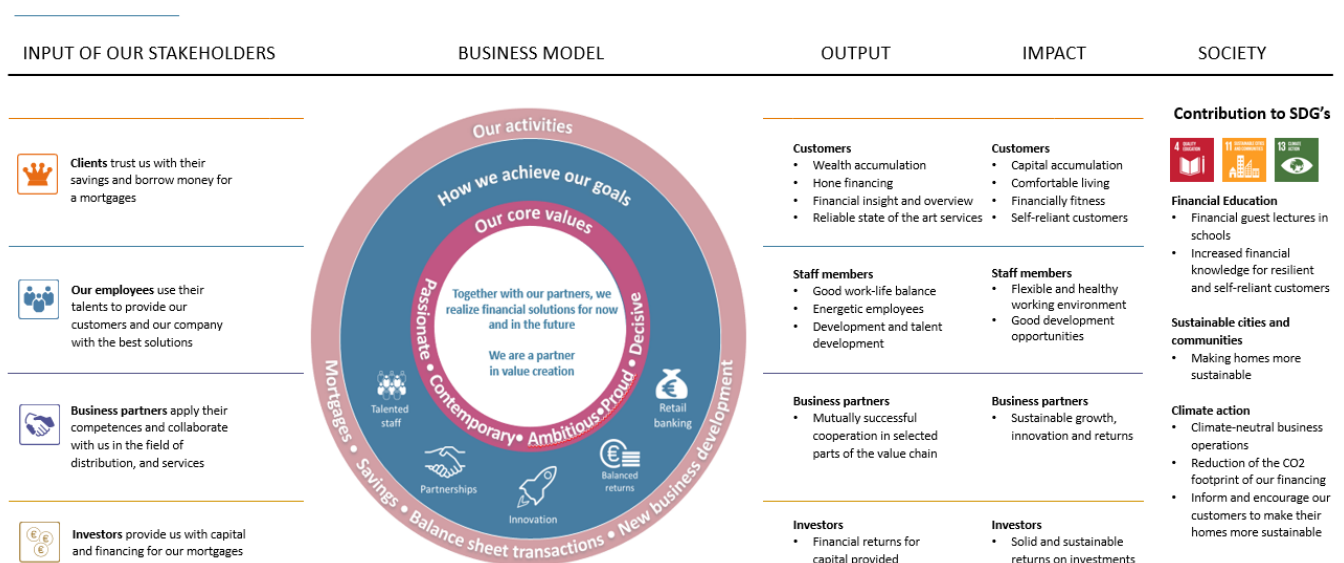 INPUT OF OUR STAKEHOLDERS
BUSINESS MODEL
OUTPUT
IMPACT
SOCIETY
Clients trust us with their
savings and borrow money for
a mortgages
Our employees use their
talents to provide our
customers and our company
with the best solutions
Business partners apply their
competences and collaborate
with us in the field of
distribution, and services
Investors provide us with capital
and financing for our mortgages
Our activities
How we achieve our goals
Our core values
Passionate • Contemporary • Ambitious • Proud • Decisive
Together with our partners, we
realize financial solutions for now
and in the future
We are a partner
in value creation
Talented
staff
Partnerships
Innovation
Balanced
returns
Retail
banking
Mortgages • Savings • Balance sheet transactions • New business development
Customers
• Wealth accumulation
• Hone financing
• Financial insight and overview
• Reliable state of the art services
Staff members
• Good work-life balance
• Energetic employees
• Development and talent
development
Business partners
• Mutually successful
cooperation in selected
parts of the value chain
Investors
• Financial returns for
capital provided
Customers
• Capital accumulation
• Comfortable living
• Financially fitness
• Self-reliant customers
Staff members
• Flexible and healthy
working environment
• Good development
opportunities
Business partners
• Sustainable growth,
innovation and returns
Investors
• Solid and sustainable
returns on investments
Contribution to SDG's
4 QUALITY
EDUCATION
11 SUSTAINABLE CITIES
AND COMMUNITIES
13 CLIMATE
ACTION
Financial Education
• Financial guest lectures in
schools
• Increased financial
knowledge for resilient
and self-reliant customers
Sustainable cities and
communities
• Making homes more
sustainable
Climate action
• Climate-neutral business
operations
• Reduction of the CO2
footprint of our financing
• Inform and encourage our
customers to make their
homes more sustainable